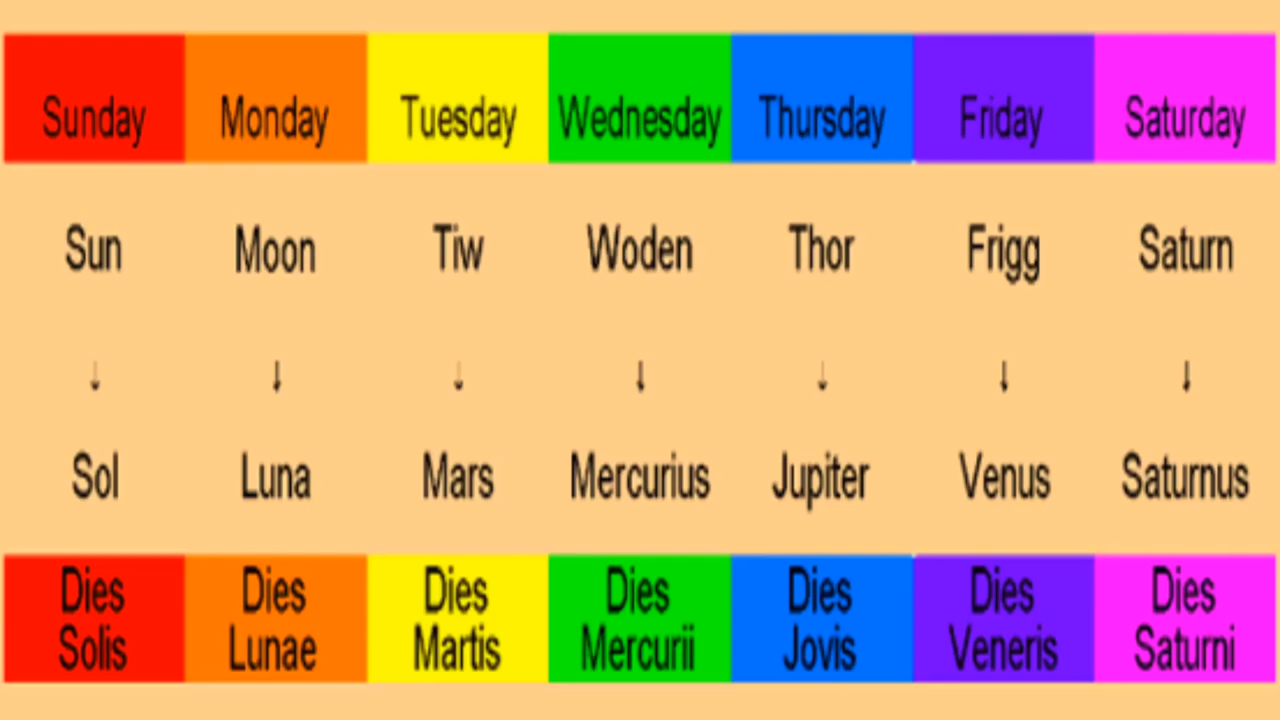 Sunday Monday Tuesday Wednesday Thursday Friday Saturday
Sun Moon Tiw Woden Thor Frigg Saturn
↓ ↓ ↓ ↓ ↓ ↓ ↓
Sol Luna Mars Mercurius Jupiter Venus Saturnus
Dies Dies Dies Dies Dies Dies Dies
Solis Lunae Martis Mercurii Jovis Veneris Saturni